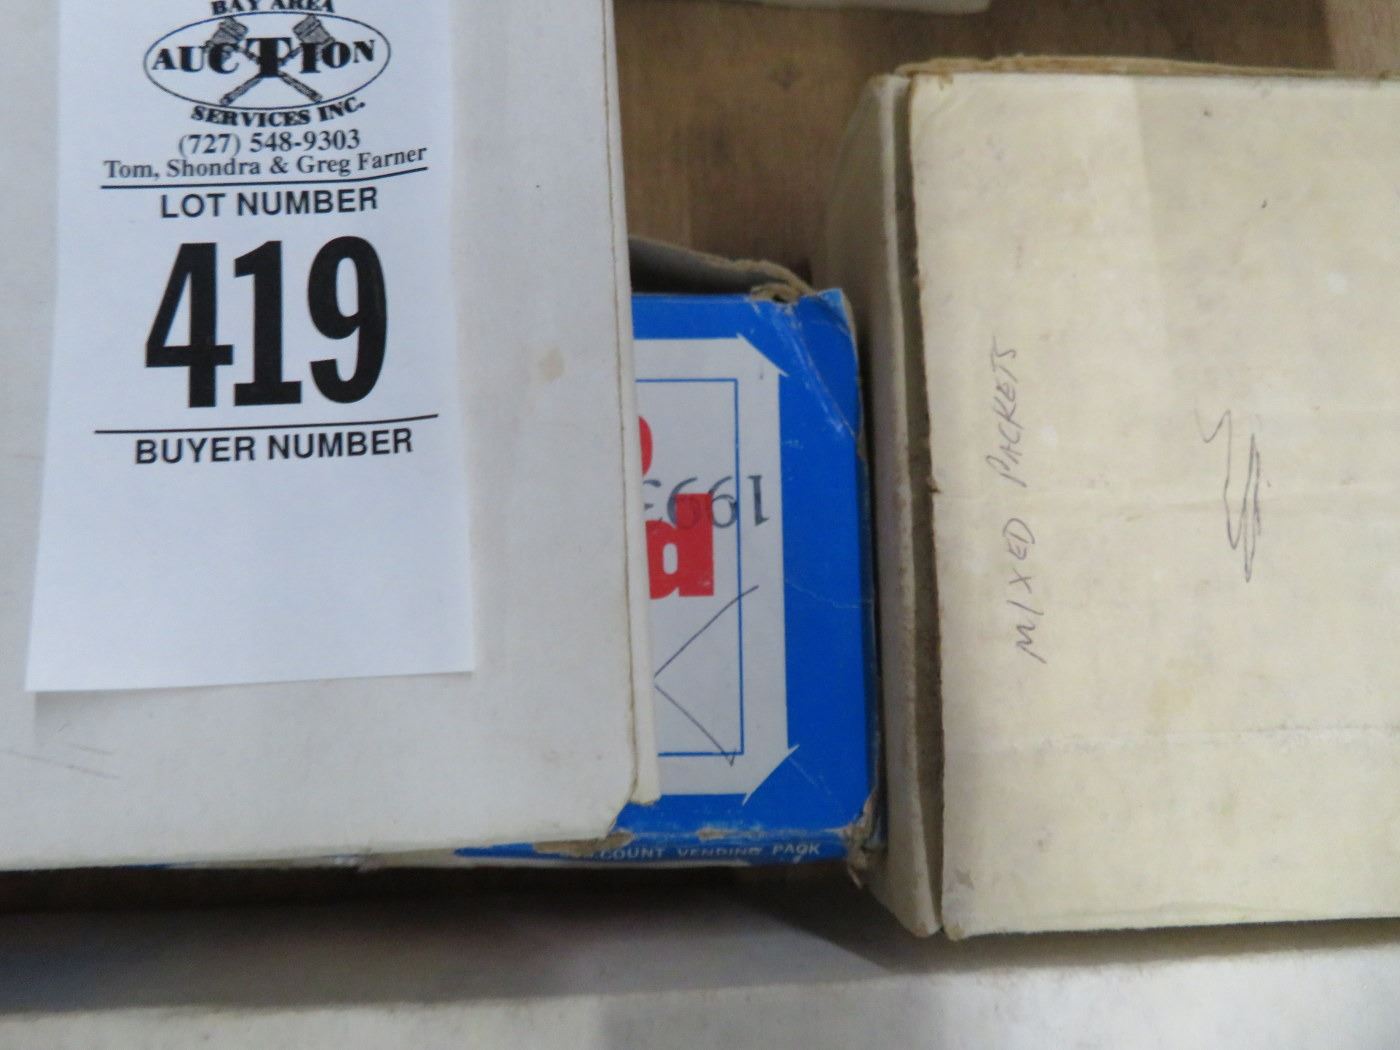 BAY AREA
AUCTION
SERVICES INC.
(727) 548-9303
Tom, Shondra & Greg Farner
LOT NUMBER
419
BUYER NUMBER
1993
d
COUNT VENDING PACK
MIXED PACKETS